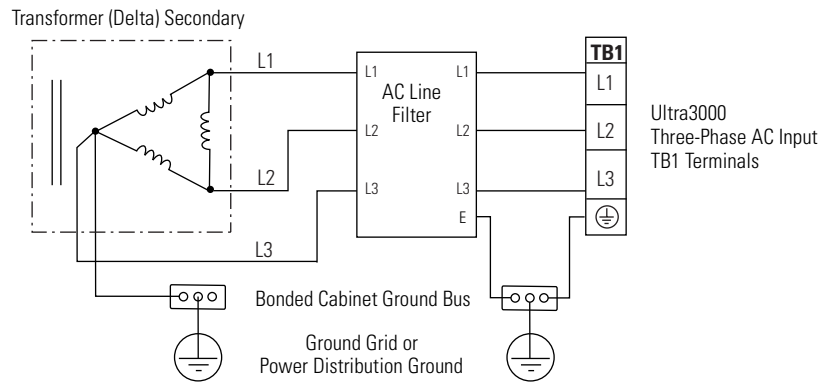 Transformer (Delta) Secondary
L1
L2
L3
L1
L2
L3
AC Line
Filter
L1
L2
L3
E
TB1
L1
L2
L3
Ultra3000
Three-Phase AC Input
TB1 Terminals
Bonded Cabinet Ground Bus
Ground Grid or
Power Distribution Ground